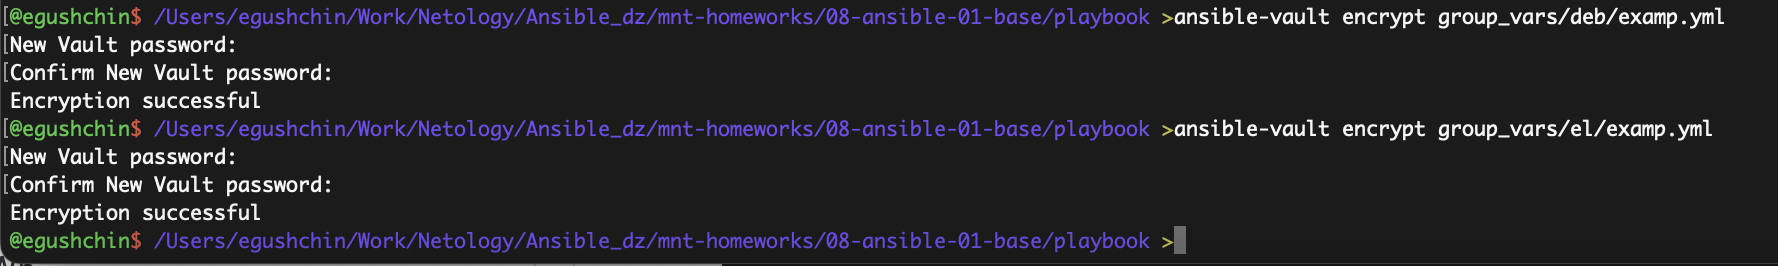 @egushchin$ /Users/egushchin/Work/Netology/Ansible_dz/mnt-homeworks/08-ansible-01-base/playbook >ansible-vault encrypt group_vars/deb/examp.yml
New Vault password:
Confirm New Vault password:
Encryption successful
@egushchin$ /Users/egushchin/Work/Netology/Ansible_dz/mnt-homeworks/08-ansible-01-base/playbook >ansible-vault encrypt group_vars/el/examp.yml
New Vault password:
Confirm New Vault password:
Encryption successful
@egushchin$ /Users/egushchin/Work/Netology/Ansible_dz/mnt-homeworks/08-ansible-01-base/playbook >